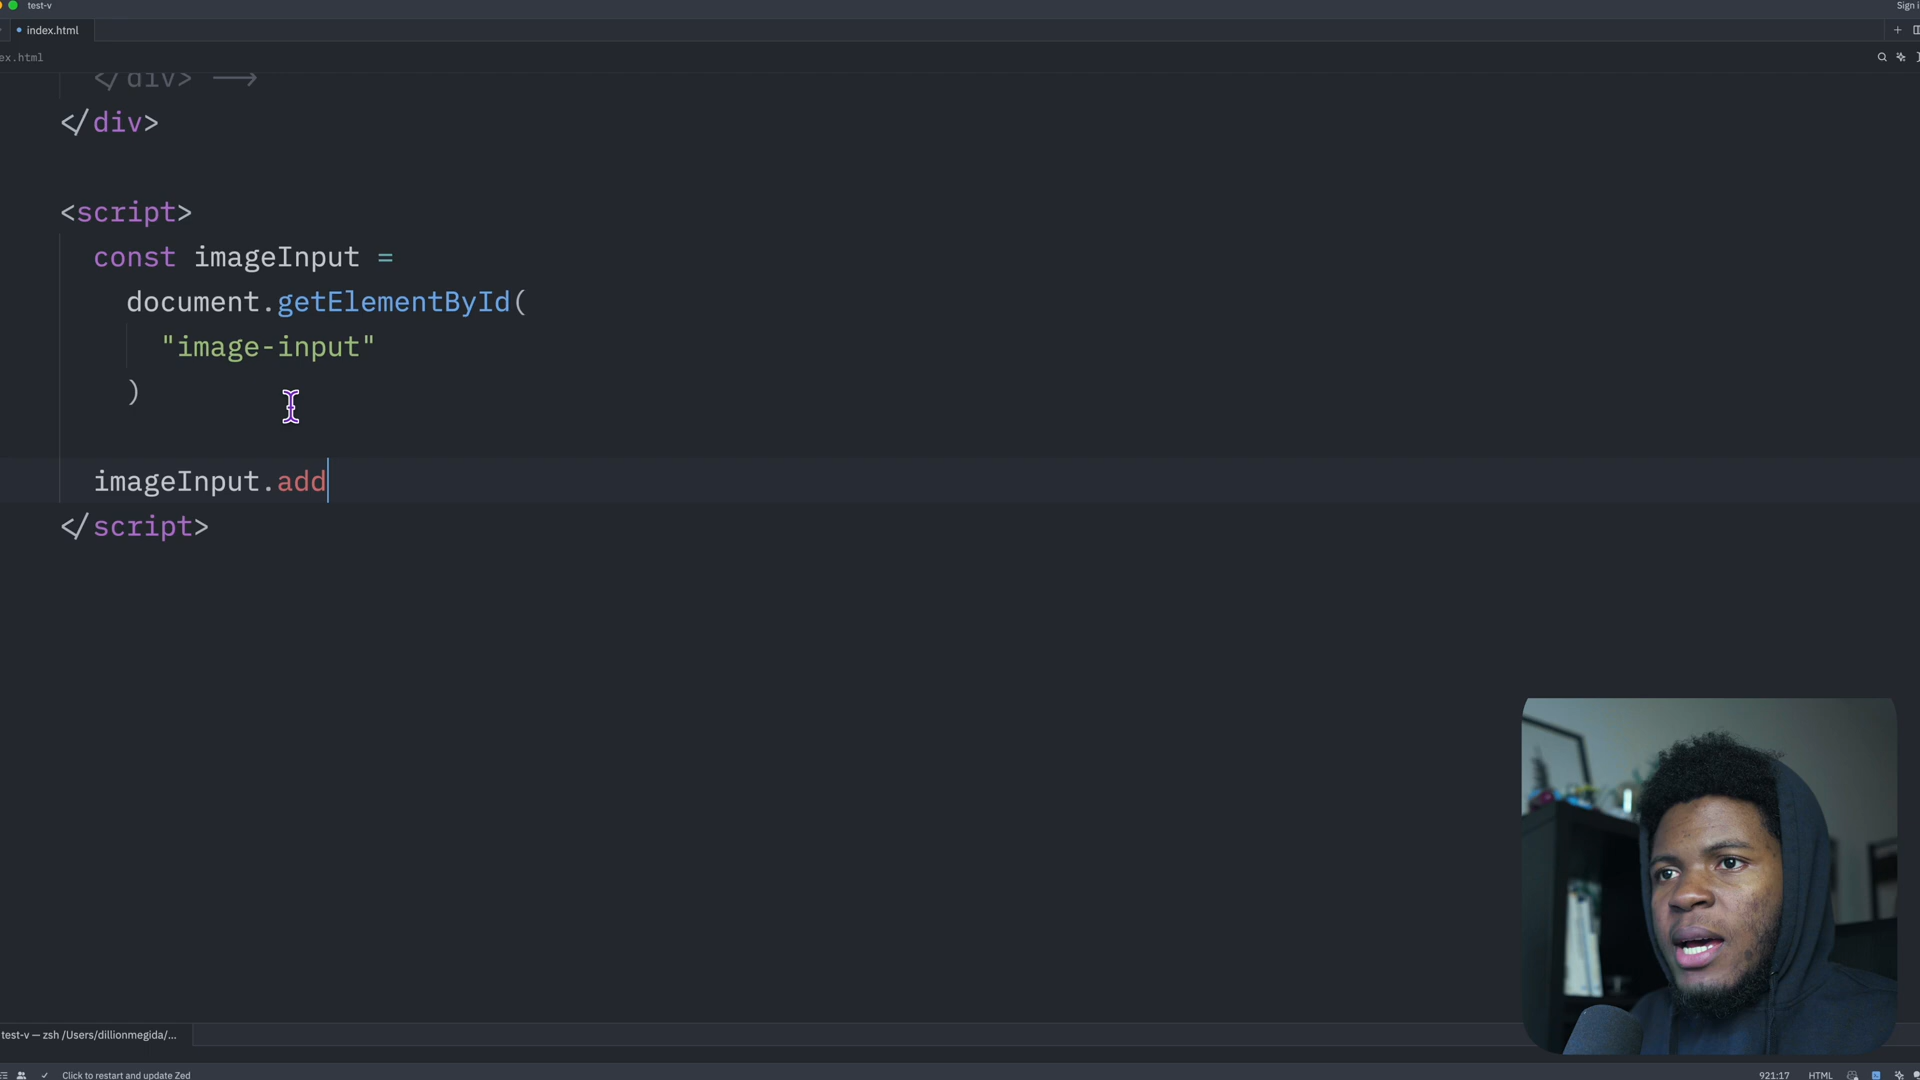 test-v
Sign i
index.html
ex.html
</div> -->
</div>
<script>
const imageInput =
document.getElementById(
"image-input"
)
imageInput.add
</script>
test-v — zsh /Users/dillionmegida/...
Click to restart and update Zed
921:17
HTML